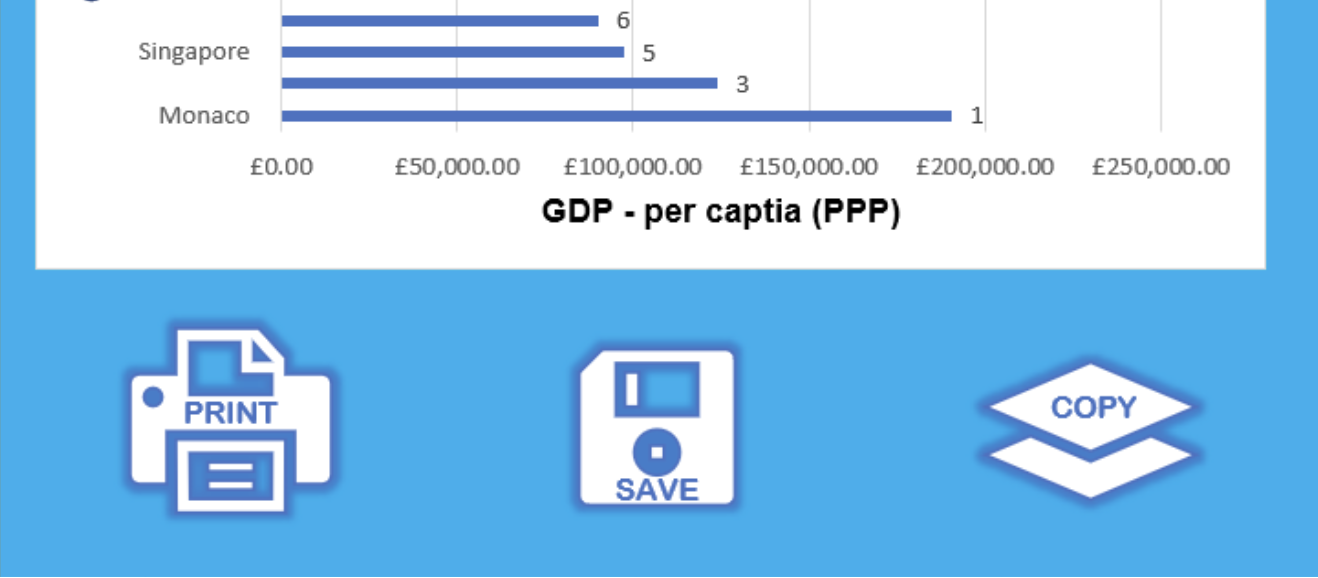 6
Singapore 5
3
Monaco 1
£0.00 £50,000.00 £100,000.00 £150,000.00 £200,000.00 £250,000.00
GDP - per captia (PPP)
PRINT
SAVE
COPY